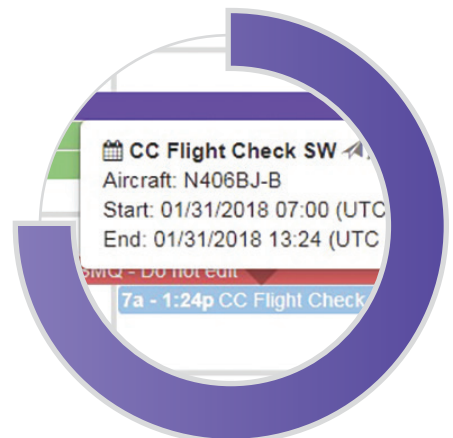 CC Flight Check SW
Aircraft: N406BJ-B
Start: 01/31/2018 07:00 (UTC
End: 01/31/2018 13:24 (UTC
SMQ - Do not edit
7a - 1:24p CC Flight Check